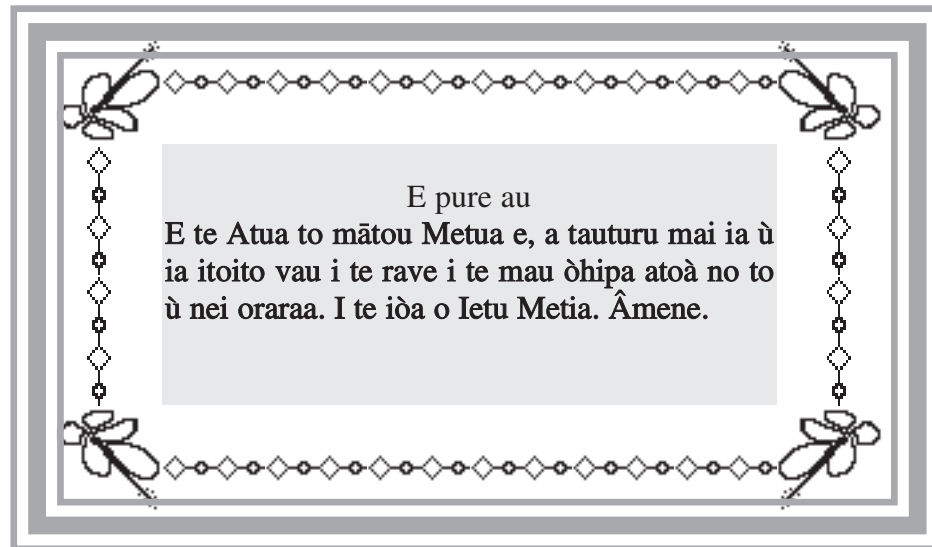 E pure au
E te Atua to mātou Metua e, a tauturu mai ia ù
ia itoito vau i te rave i te mau òhipa atoà no to
ù nei oraraa. I te iòa o Ietu Metia. Âmene.